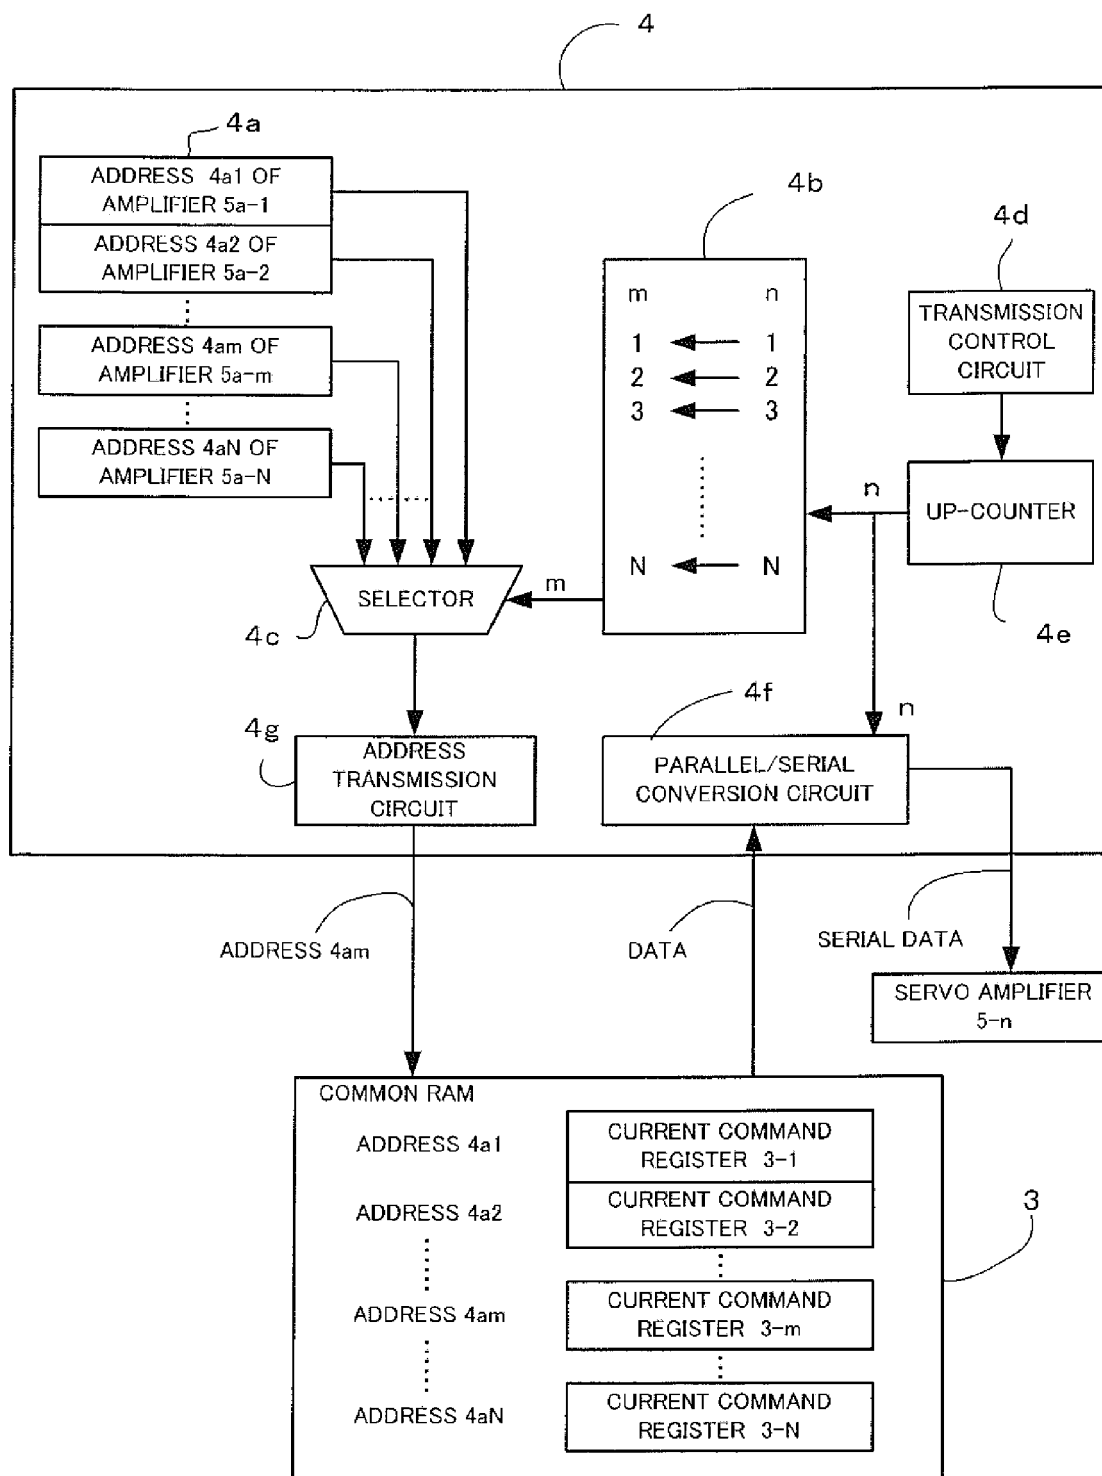 4
4a
ADDRESS 4a1 OF
AMPLIFIER 5a-1
ADDRESS 4a2 OF
AMPLIFIER 5a-2
ADDRESS 4am OF
AMPLIFIER 5a-m
ADDRESS 4aN OF
AMPLIFIER 5a-N
4b
m n
1 1
2 2
3 3
N N
4d
TRANSMISSION
CONTROL
CIRCUIT
n
UP-COUNTER
4e
m
SELECTOR
4c
4f
n
4g
ADDRESS
TRANSMISSION
CIRCUIT
PARALLEL/SERIAL
CONVERSION CIRCUIT
ADDRESS 4am
DATA
SERIAL DATA
SERVO AMPLIFIER
5-n
COMMON RAM
ADDRESS 4a1
CURRENT COMMAND
REGISTER 3-1
ADDRESS 4a2
CURRENT COMMAND
REGISTER 3-2
3
ADDRESS 4am
CURRENT COMMAND
REGISTER 3-m
ADDRESS 4aN
CURRENT COMMAND
REGISTER 3-N